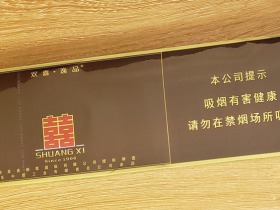 双喜·逸品
囍
SHUANG XI
Since 1906
本公司提示
吸烟有害健康
请勿在禁烟场所吸